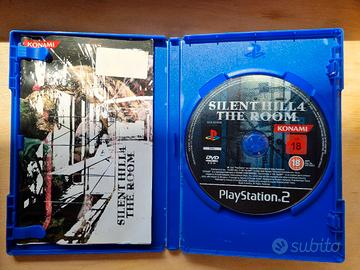 KONAMI
SILENT HILL 4
THE ROOM
SILENT HILL 4
THE ROOM
KONAMI
DVD
18
18
PlayStation 2
subito